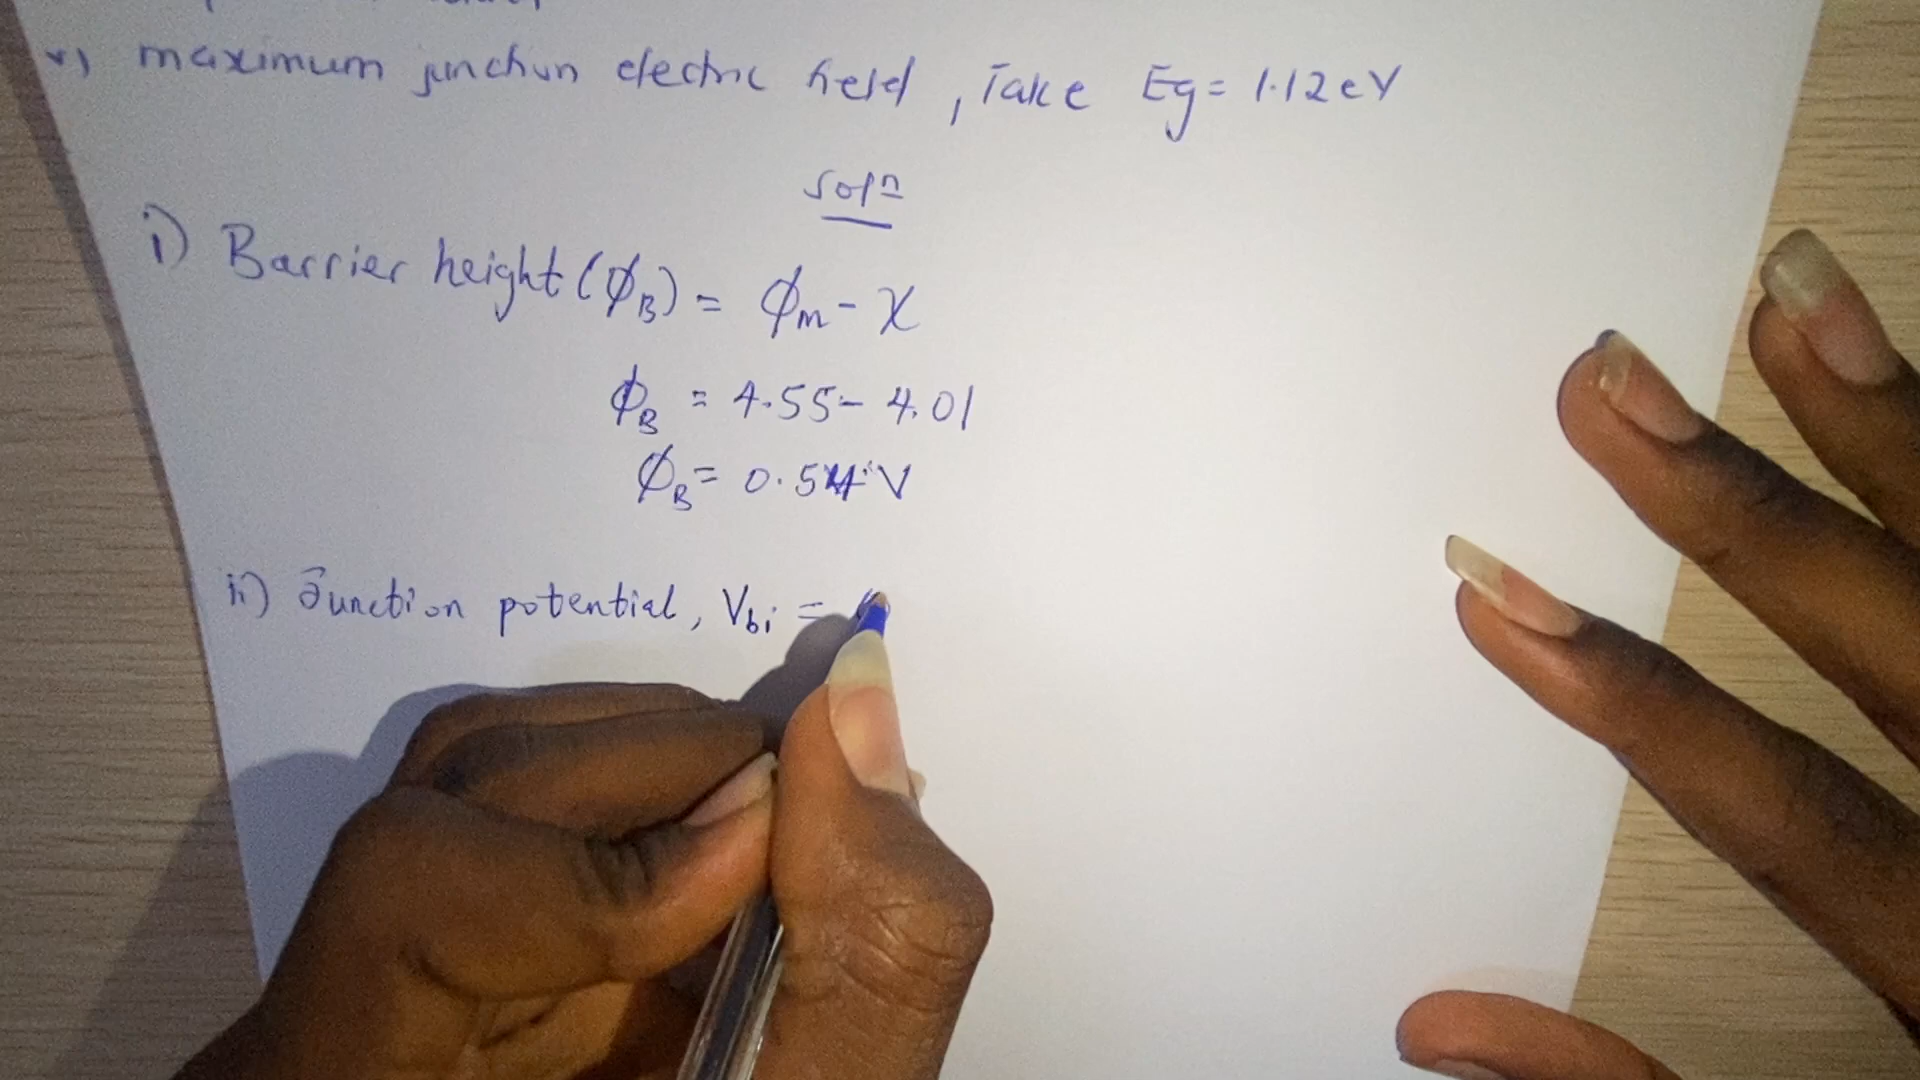 v) maximum junction electric field, Take Eg = 1.12eV
Soln
i) Barrier height (ϕB) = ϕm - χ
ϕB = 4.55 - 4.01
ϕB = 0.54 V
ii) Junction potential, Vbi =